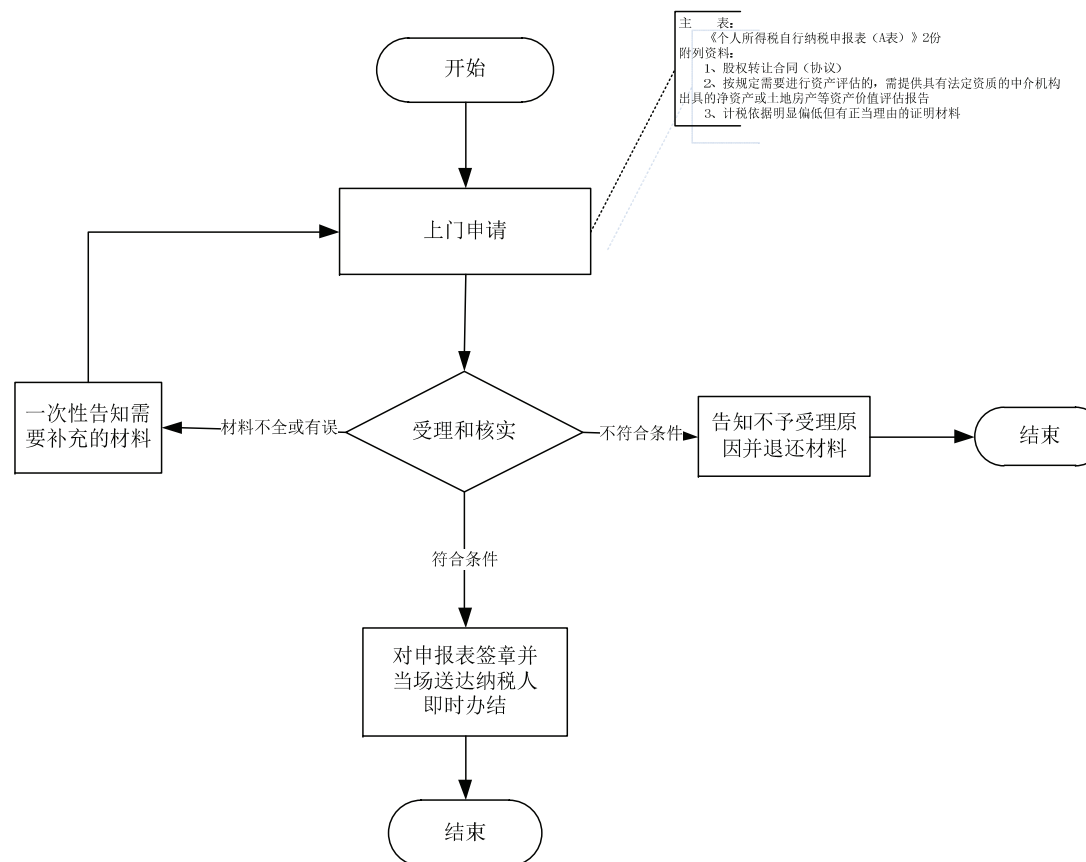 主　　表：
《个人所得税自行纳税申报表（A表）》2份
附列资料：
1、股权转让合同（协议）
2、按规定需要进行资产评估的，需提供具有法定资质的中介机构
出具的净资产或土地房产等资产价值评估报告
3、计税依据明显偏低但有正当理由的证明材料
开始
上门申请
一次性告知需
要补充的材料
材料不全或有误
受理和核实
不符合条件
告知不予受理原
因并退还材料
结束
符合条件
对申报表签章并
当场送达纳税人
即时办结
结束